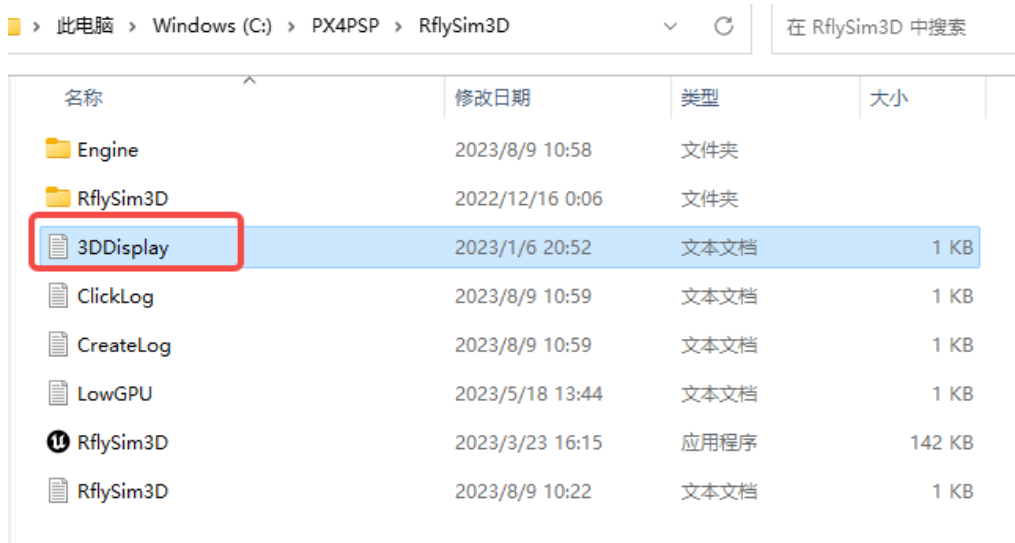 此电脑 › Windows (C:) › PX4PSP › RflySim3D 在 RflySim3D 中搜索
名称 修改日期 类型 大小
Engine 2023/8/9 10:58 文件夹
RflySim3D 2022/12/16 0:06 文件夹
3DDisplay 2023/1/6 20:52 文本文档 1 KB
ClickLog 2023/8/9 10:59 文本文档 1 KB
CreateLog 2023/8/9 10:59 文本文档 1 KB
LowGPU 2023/5/18 13:44 文本文档 1 KB
RflySim3D 2023/3/23 16:15 应用程序 142 KB
RflySim3D 2023/8/9 10:22 文本文档 1 KB